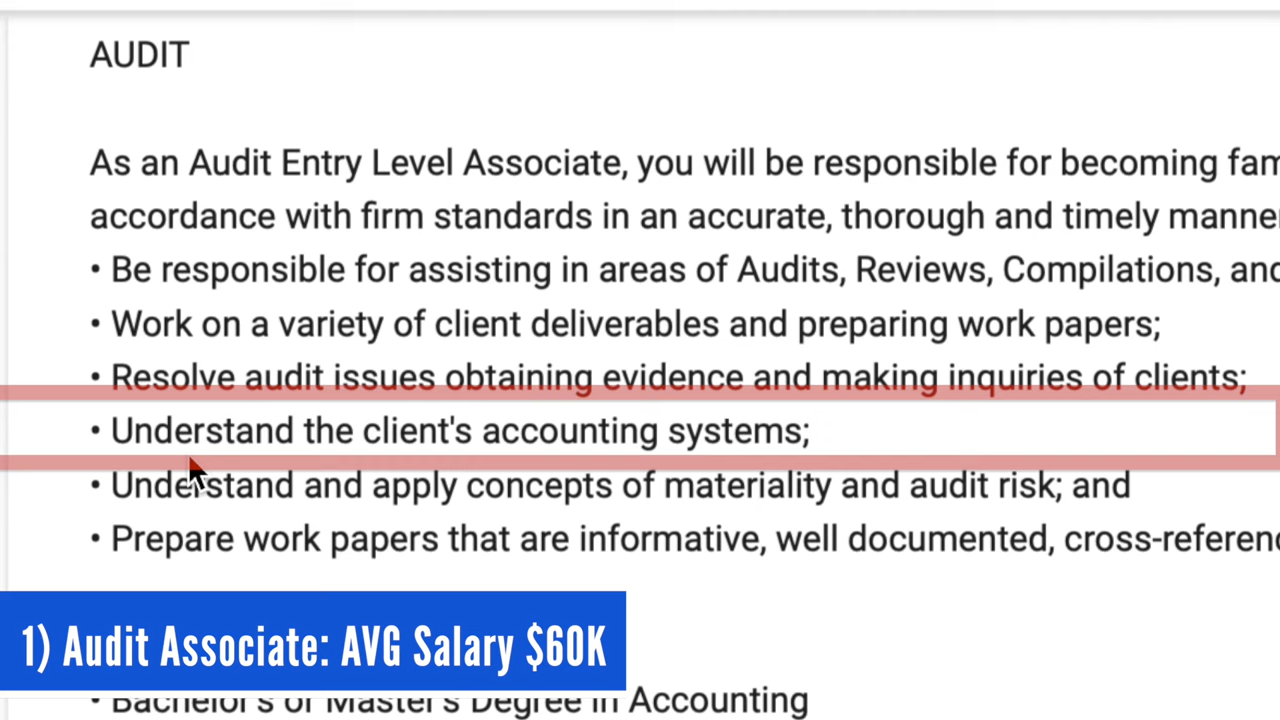 AUDIT
As an Audit Entry Level Associate, you will be responsible for becoming
accordance with firm standards in an accurate, thorough and timely
• Be responsible for assisting in areas of Audits, Reviews, Compilations, and
• Work on a variety of client deliverables and preparing work papers;
• Resolve audit issues obtaining evidence and making inquiries of clients;
• Understand the client's accounting systems;
• Understand and apply concepts of materiality and audit risk; and
• Prepare work papers that are informative, well documented,
1) Audit Associate: AVG Salary $60K
• Bachelor's or Master's Degree in Accounting